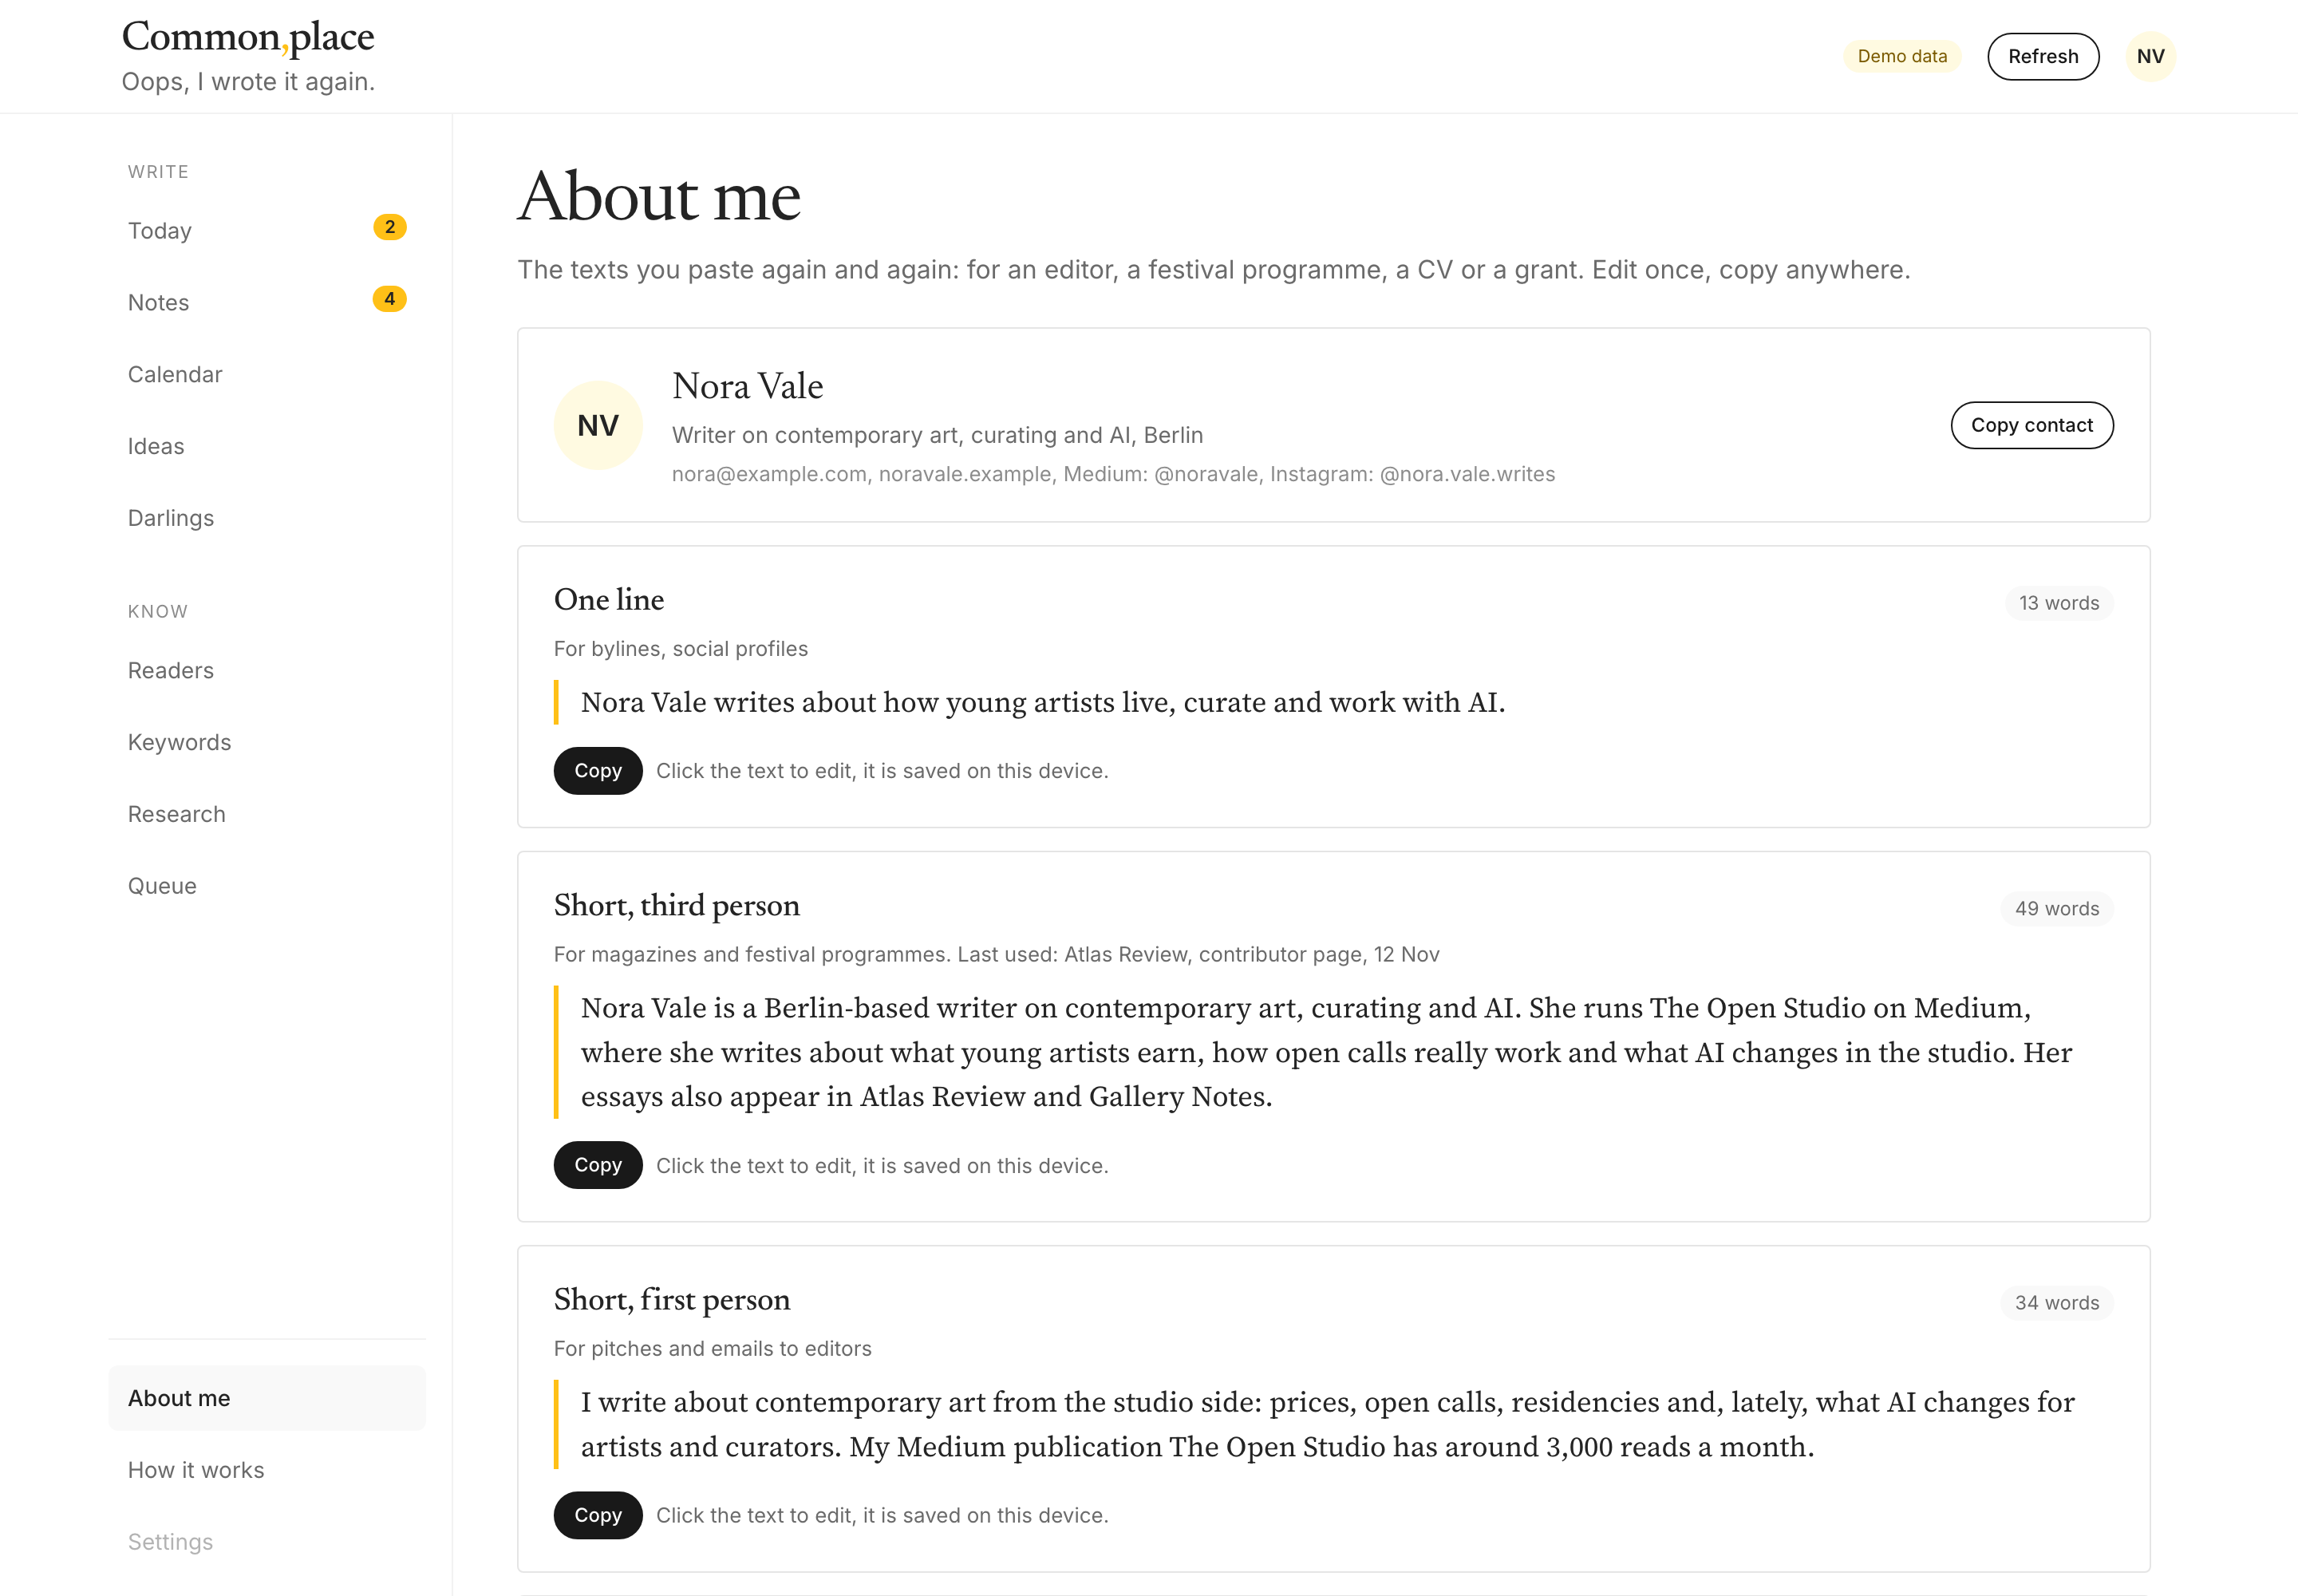 Common,place
Oops, I wrote it again.
Demo data
Refresh
NV
WRITE
Today
2
Notes
4
Calendar
Ideas
Darlings
KNOW
Readers
Keywords
Research
Queue
About me
How it works
Settings
About me
The texts you paste again and again: for an editor, a festival programme, a CV or a grant. Edit once, copy anywhere.
NV
Nora Vale
Writer on contemporary art, curating and AI, Berlin
nora@example.com, noravale.example, Medium: @noravale, Instagram: @nora.vale.writes
Copy contact
One line
13 words
For bylines, social profiles
Nora Vale writes about how young artists live, curate and work with AI.
Copy
Click the text to edit, it is saved on this device.
Short, third person
49 words
For magazines and festival programmes. Last used: Atlas Review, contributor page, 12 Nov
Nora Vale is a Berlin-based writer on contemporary art, curating and AI. She runs The Open Studio on Medium,
where she writes about what young artists earn, how open calls really work and what AI changes in the studio. Her
essays also appear in Atlas Review and Gallery Notes.
Copy
Click the text to edit, it is saved on this device.
Short, first person
34 words
For pitches and emails to editors
I write about contemporary art from the studio side: prices, open calls, residencies and, lately, what AI changes for
artists and curators. My Medium publication The Open Studio has around 3,000 reads a month.
Copy
Click the text to edit, it is saved on this device.